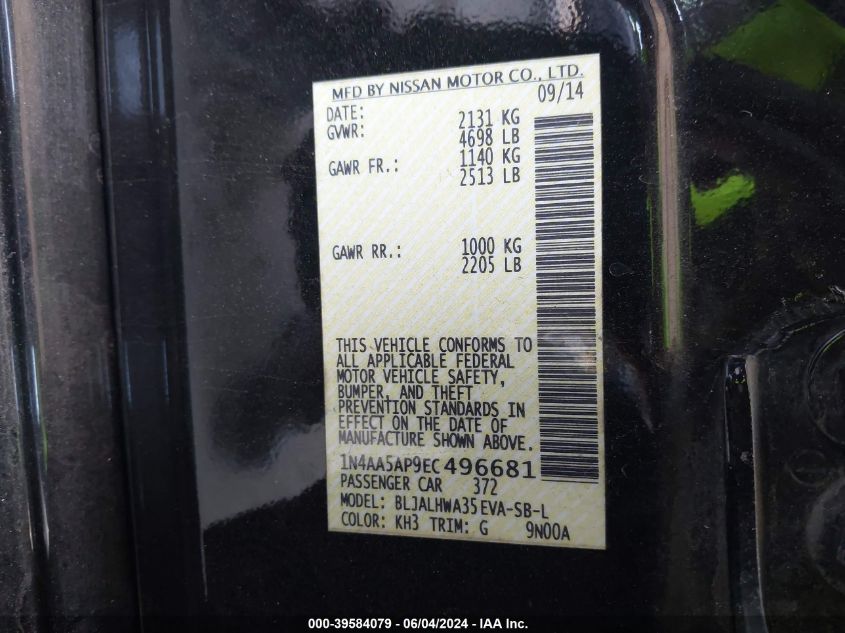 MFD BY NISSAN MOTOR CO., LTD.
DATE: 09/14
GVWR: 2131 KG
4698 LB
GAWR FR.: 1140 KG
2513 LB
GAWR RR.: 1000 KG
2205 LB
THIS VEHICLE CONFORMS TO
ALL APPLICABLE FEDERAL
MOTOR VEHICLE SAFETY,
BUMPER, AND THEFT
PREVENTION STANDARDS IN
EFFECT ON THE DATE OF
MANUFACTURE SHOWN ABOVE.
1N4AA5AP9EC496681
PASSENGER CAR 372
MODEL: BLJALHWA35EVA-SB-L
COLOR: KH3 TRIM: G 9N00A
000-39584079 - 06/04/2024 - IAA Inc.